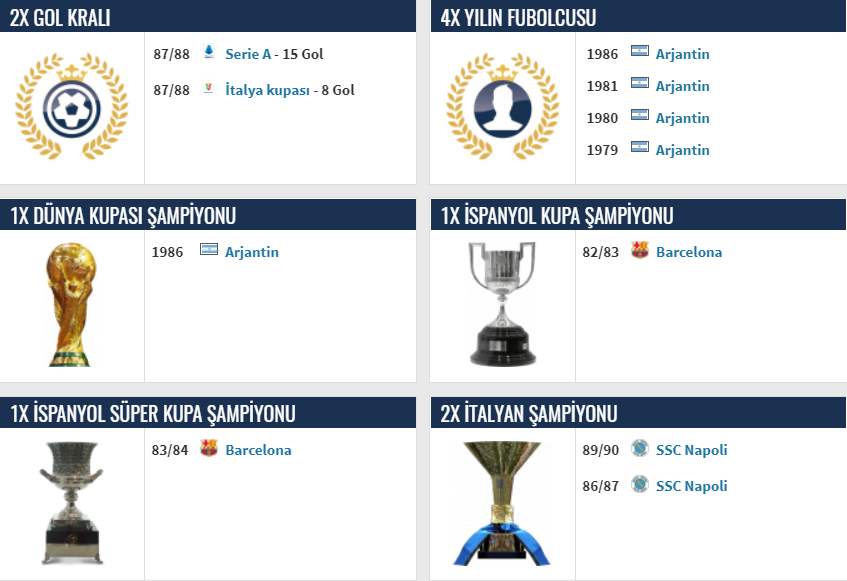 2X GOL KRALI
87/88 Serie A - 15 Gol
87/88 İtalya kupası - 8 Gol
4X YILIN FUBOLCUSU
1986 Arjantin
1981 Arjantin
1980 Arjantin
1979 Arjantin
1X DÜNYA KUPASI ŞAMPİYONU
1986 Arjantin
1X İSPANYOL KUPA ŞAMPİYONU
82/83 Barcelona
1X İSPANYOL SÜPER KUPA ŞAMPİYONU
83/84 Barcelona
2X İTALYAN ŞAMPİYONU
89/90 SSC Napoli
86/87 SSC Napoli